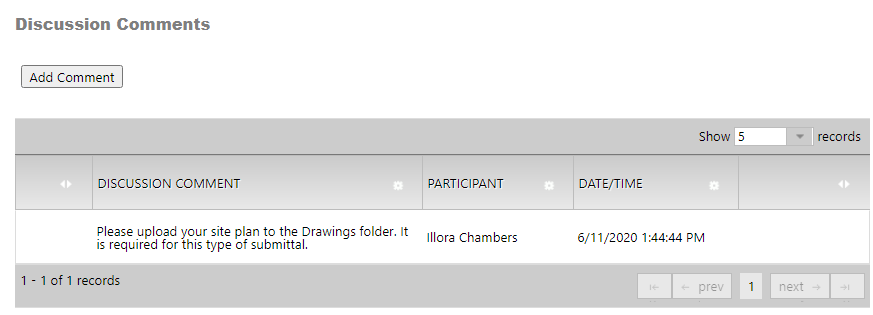 Discussion Comments
Add Comment
Show 5 records
DISCUSSION COMMENT PARTICIPANT DATE/TIME
Please upload your site plan to the Drawings folder. It
is required for this type of submittal.
Illora Chambers
6/11/2020 1:44:44 PM
1 - 1 of 1 records
prev 1 next